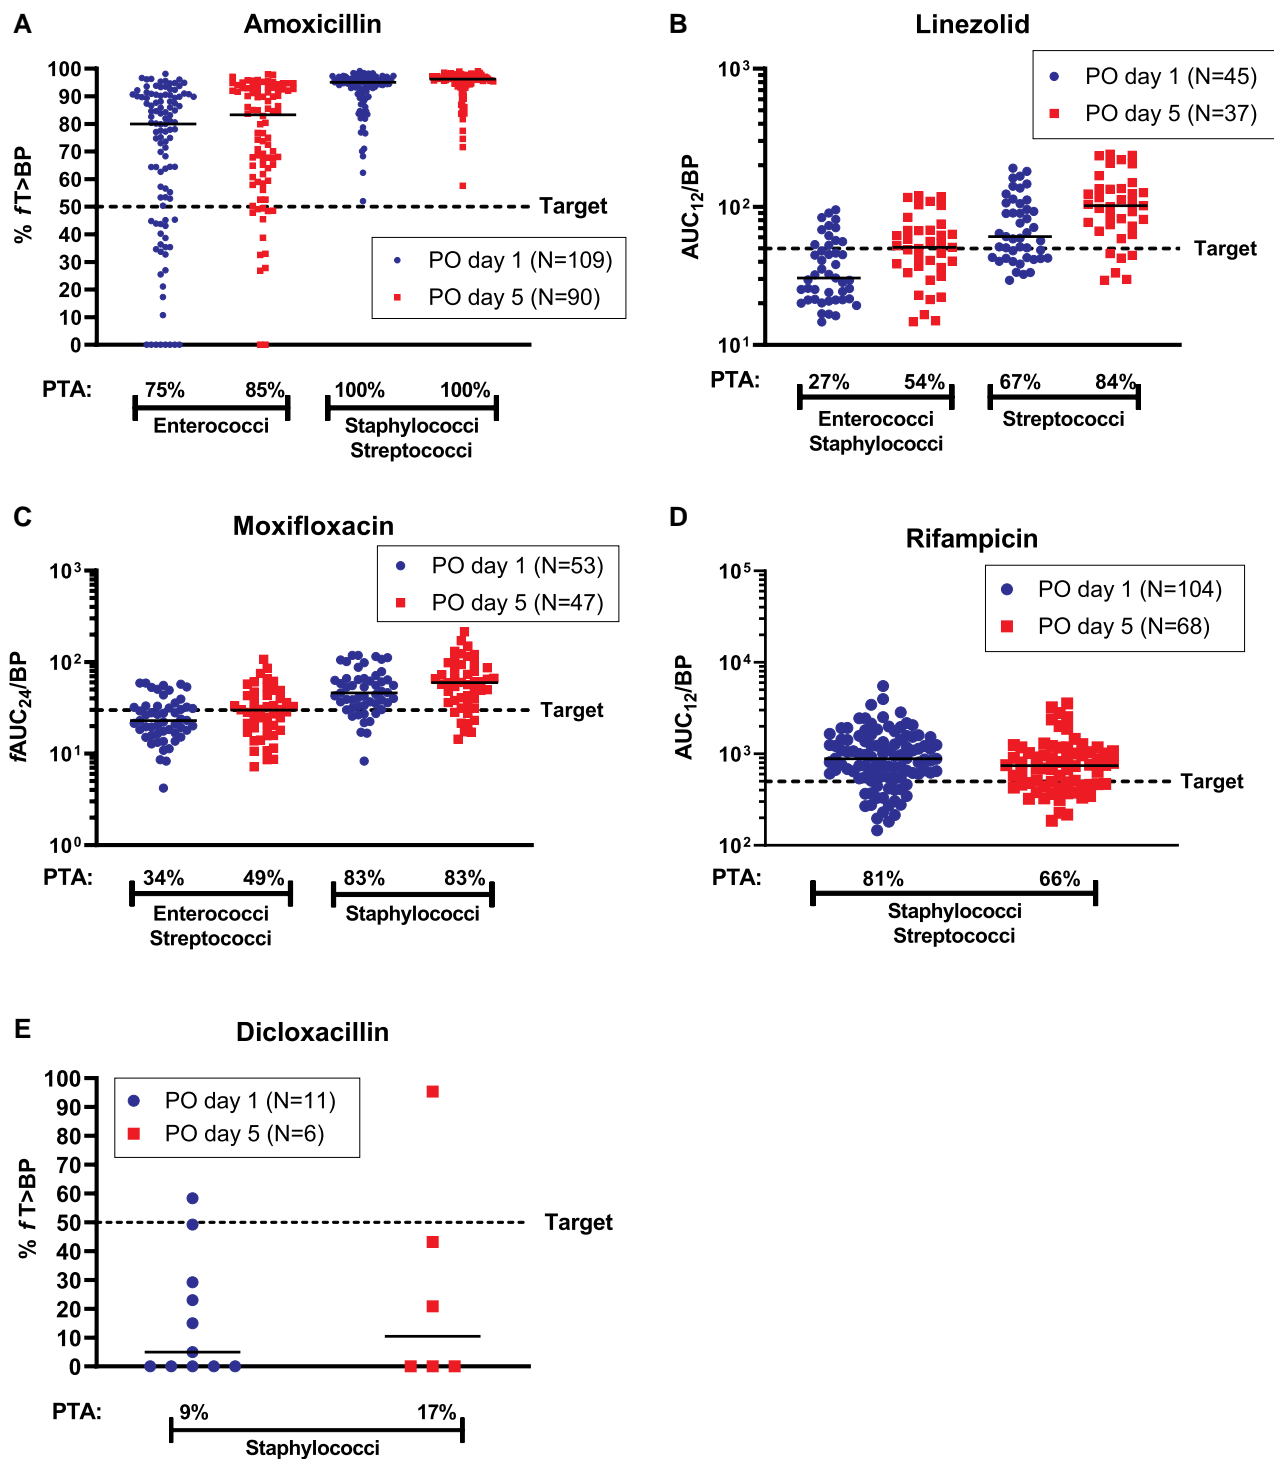 A
Amoxicillin
% fT>BP
100
90
80
70
60
50
40
30
20
10
0
Target
PO day 1 (N=109)
PO day 5 (N=90)
PTA: 75% 85% 100% 100%
Enterococci
Staphylococci
Streptococci
B
Linezolid
AUC12/BP
10³
10²
10¹
PO day 1 (N=45)
PO day 5 (N=37)
Target
PTA: 27% 54% 67% 84%
Enterococci
Staphylococci
Streptococci
C
Moxifloxacin
fAUC24/BP
10³
10²
10¹
10⁰
PO day 1 (N=53)
PO day 5 (N=47)
Target
PTA: 34% 49% 83% 83%
Enterococci
Streptococci
Staphylococci
D
Rifampicin
AUC12/BP
10⁵
10⁴
10³
10²
PO day 1 (N=104)
PO day 5 (N=68)
Target
PTA: 81% 66%
Staphylococci
Streptococci
E
Dicloxacillin
% fT>BP
100
90
80
70
60
50
40
30
20
10
0
PO day 1 (N=11)
PO day 5 (N=6)
Target
PTA: 9% 17%
Staphylococci